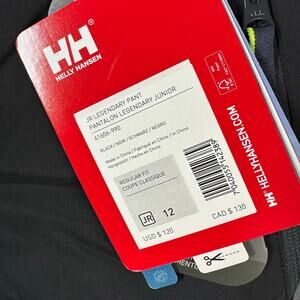 HH
HELLY HANSEN
JR LEGENDARY PANT
PANTALON LEGENDARY JUNIOR
41606-990
BLACK / NOIR / SCHWARZ / NEGRO
Made in China / Fabriqué en China / In China
Hergestellt / Hecho en China
REGULAR FIT
COUPE CLASSIQUE
JR 12
USD $ 120
CAD $ 130
HH HELLYHANSEN.COM